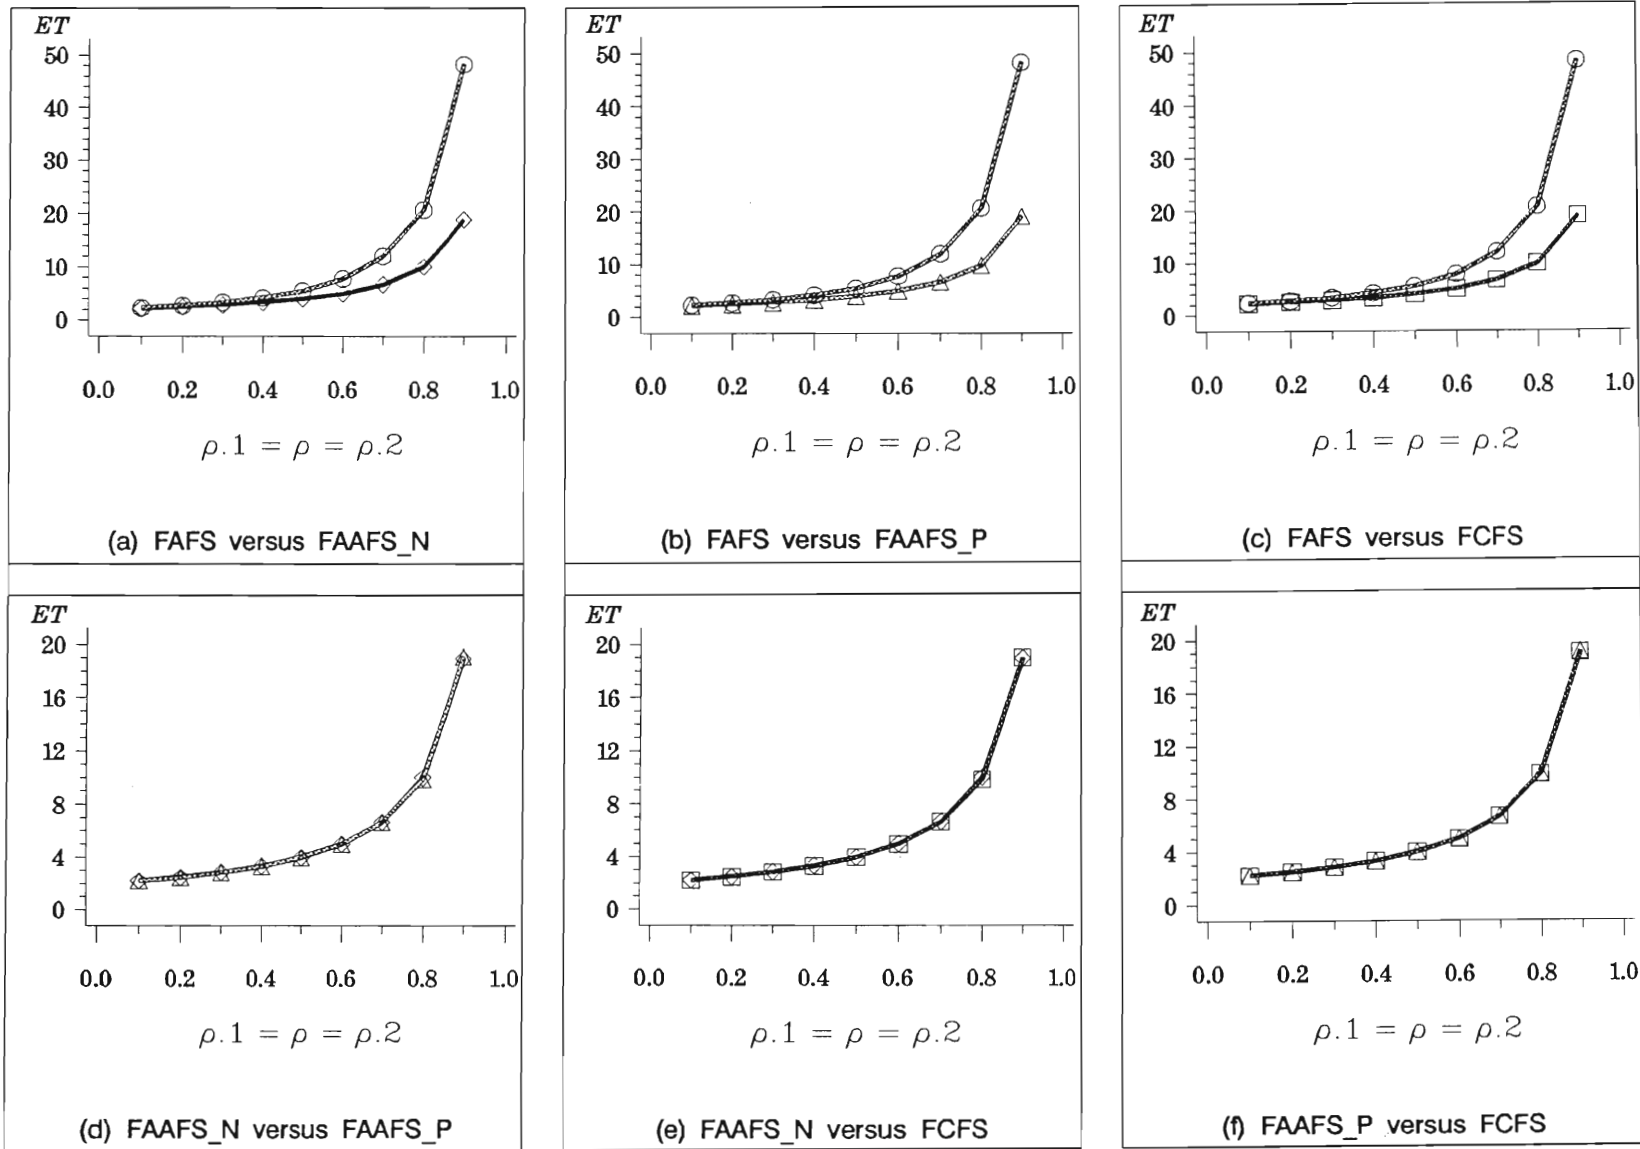 ET
50
40
30
20
10
0
0.0 0.2 0.4 0.6 0.8 1.0
ρ.1 = ρ = ρ.2
(a) FAFS versus FAAFS_N
ET
50
40
30
20
10
0
0.0 0.2 0.4 0.6 0.8 1.0
ρ.1 = ρ = ρ.2
(b) FAFS versus FAAFS_P
ET
50
40
30
20
10
0
0.0 0.2 0.4 0.6 0.8 1.0
ρ.1 = ρ = ρ.2
(c) FAFS versus FCFS
ET
20
16
12
8
4
0
0.0 0.2 0.4 0.6 0.8 1.0
ρ.1 = ρ = ρ.2
(d) FAAFS_N versus FAAFS_P
ET
20
16
12
8
4
0
0.0 0.2 0.4 0.6 0.8 1.0
ρ.1 = ρ = ρ.2
(e) FAAFS_N versus FCFS
ET
20
16
12
8
4
0
0.0 0.2 0.4 0.6 0.8 1.0
ρ.1 = ρ = ρ.2
(f) FAAFS_P versus FCFS